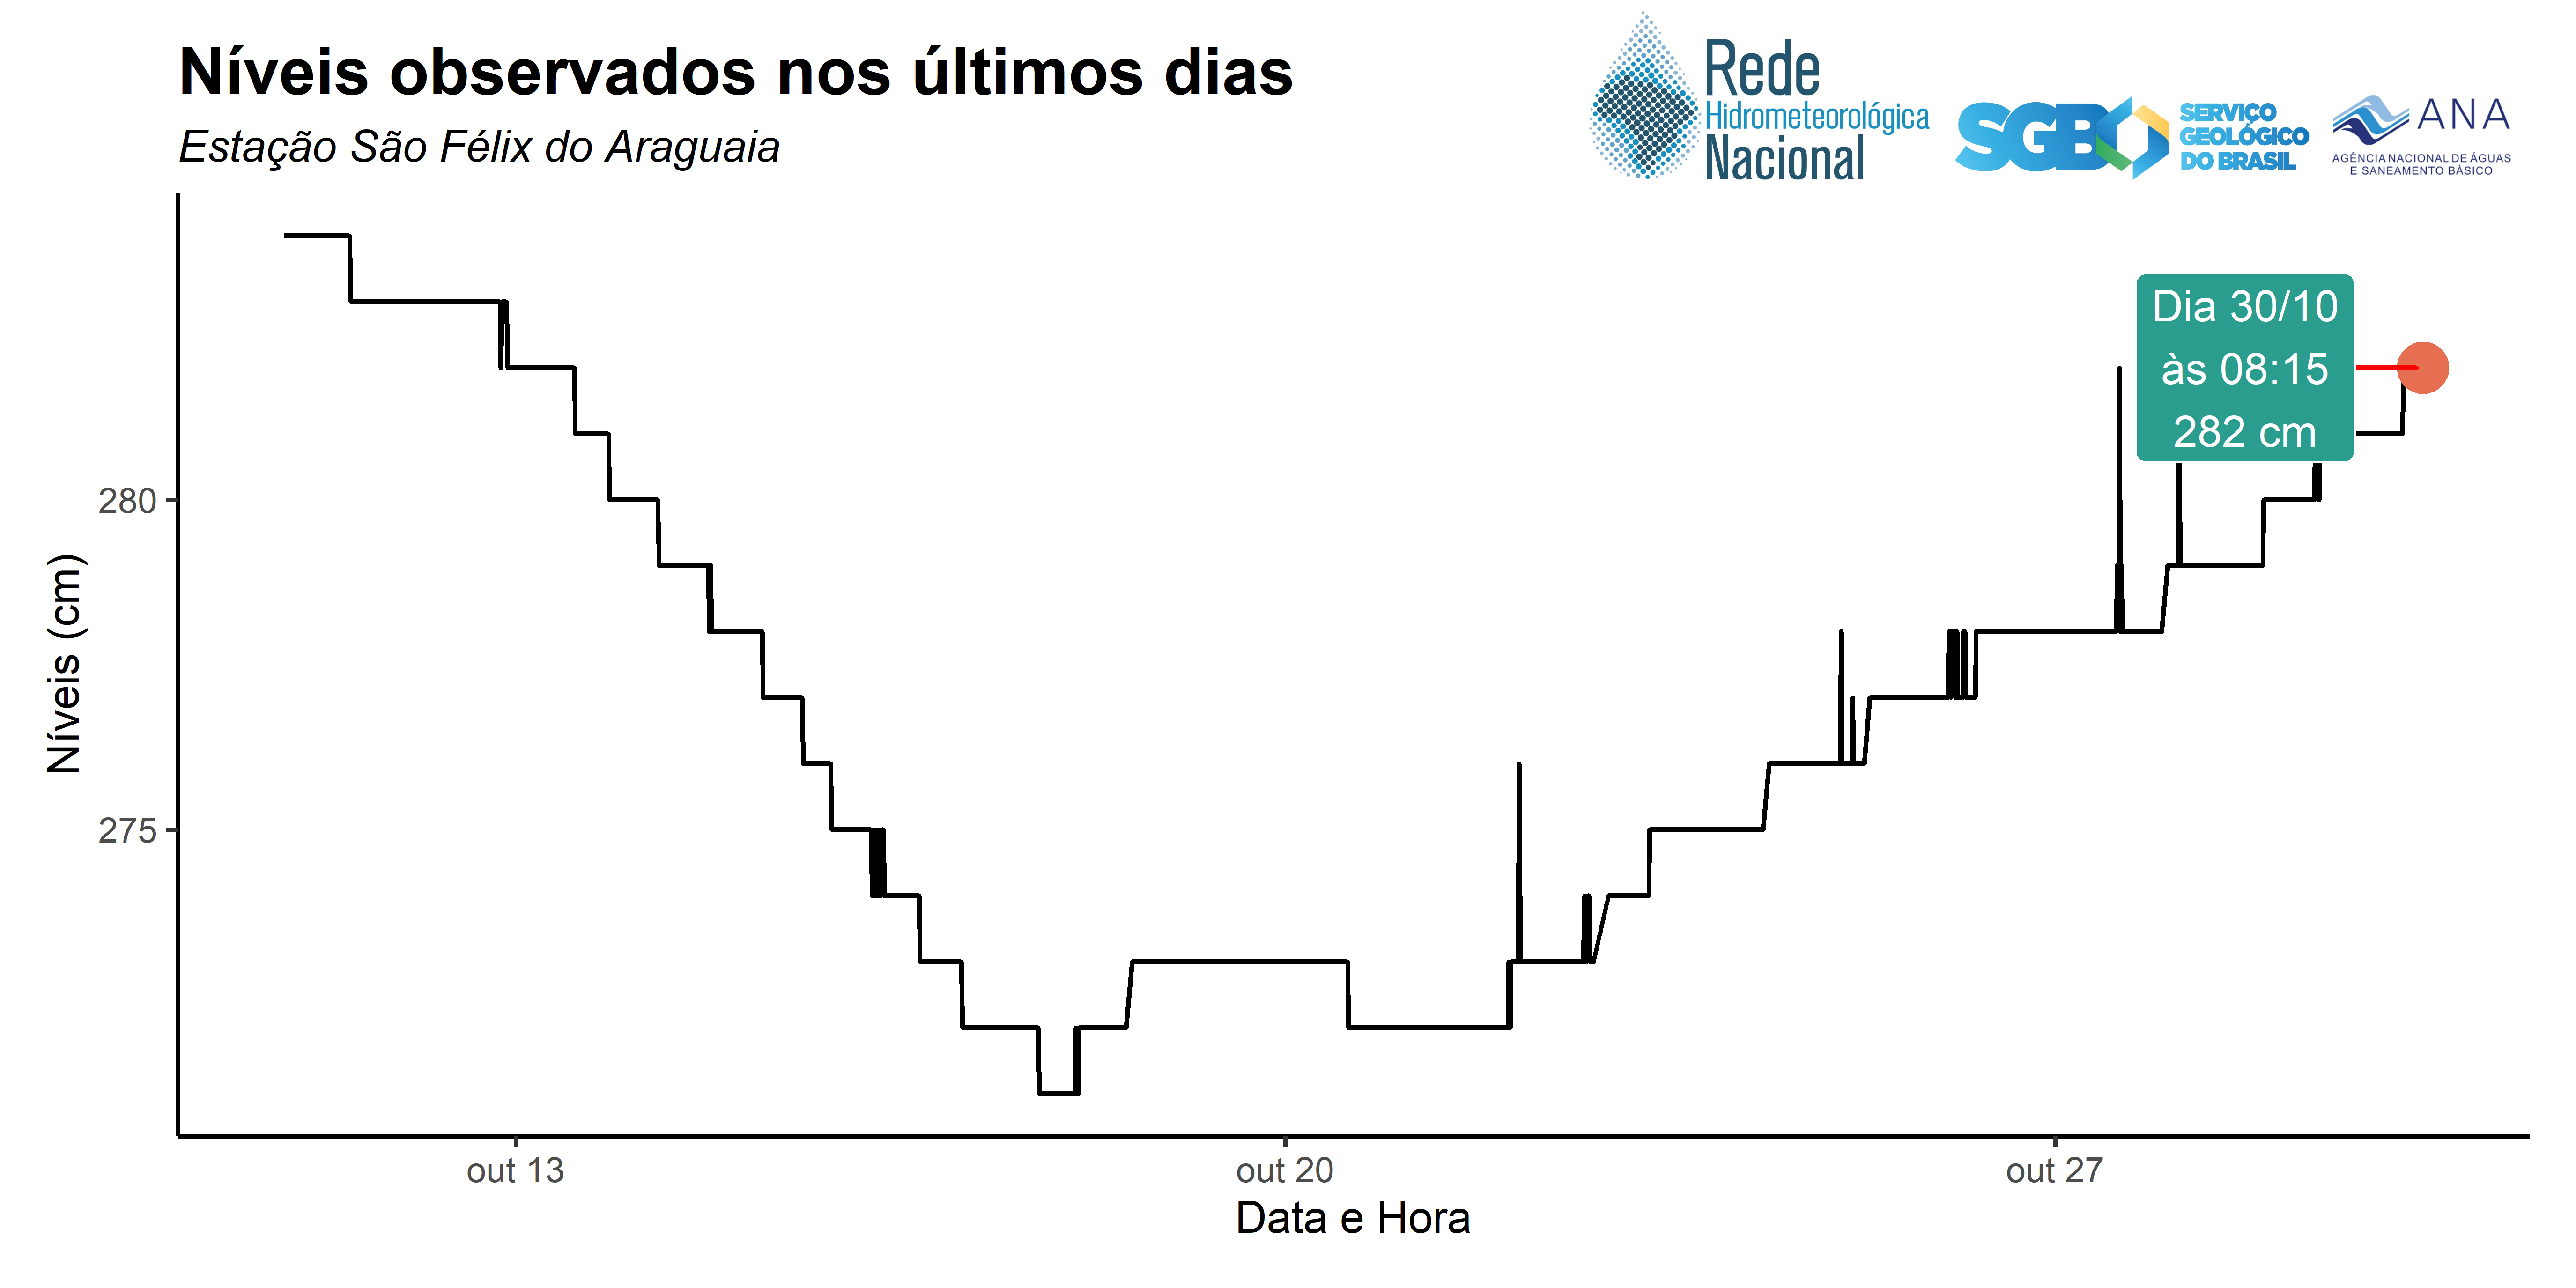 Níveis observados nos últimos dias
Estação São Félix do Araguaia
Rede
Hidrometeorológica
Nacional
SGB
SERVIÇO
GEOLÓGICO
DO BRASIL
ANA
AGÊNCIA NACIONAL DE ÁGUAS
E SANEAMENTO BÁSICO
Dia 30/10
às 08:15
282 cm
280
275
Níveis (cm)
out 13
out 20
out 27
Data e Hora